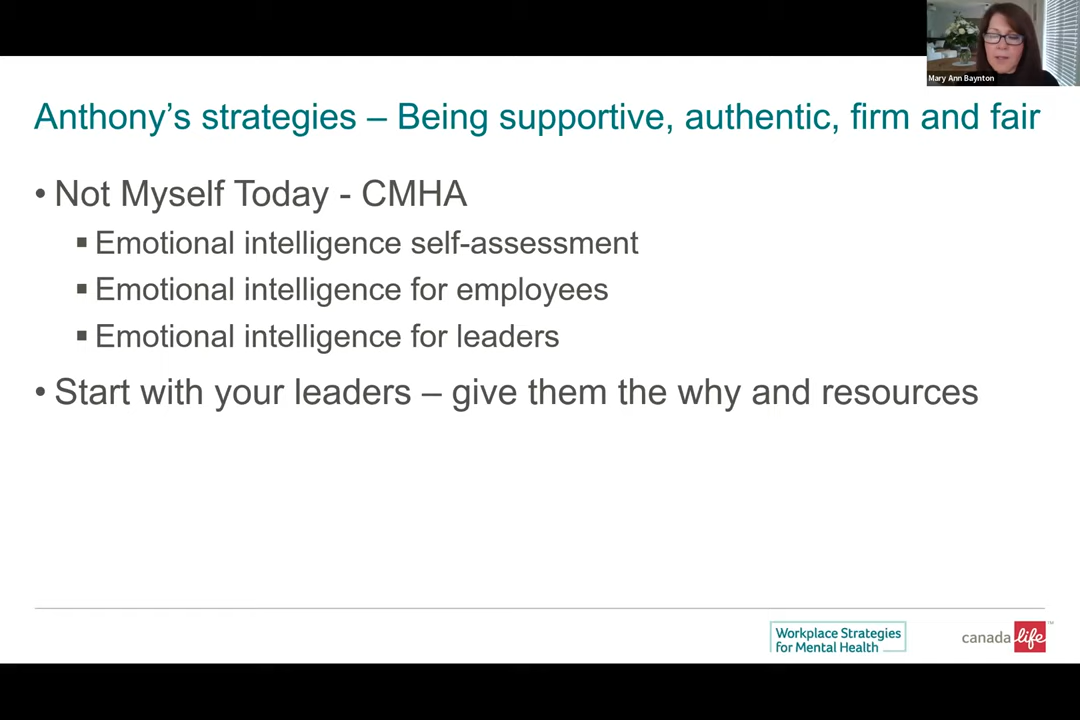 Mary Ann Baynton
Anthony’s strategies – Being supportive, authentic, firm and fair
• Not Myself Today - CMHA
▪ Emotional intelligence self-assessment
▪ Emotional intelligence for employees
▪ Emotional intelligence for leaders
• Start with your leaders – give them the why and resources
Workplace Strategies
for Mental Health
canada life™